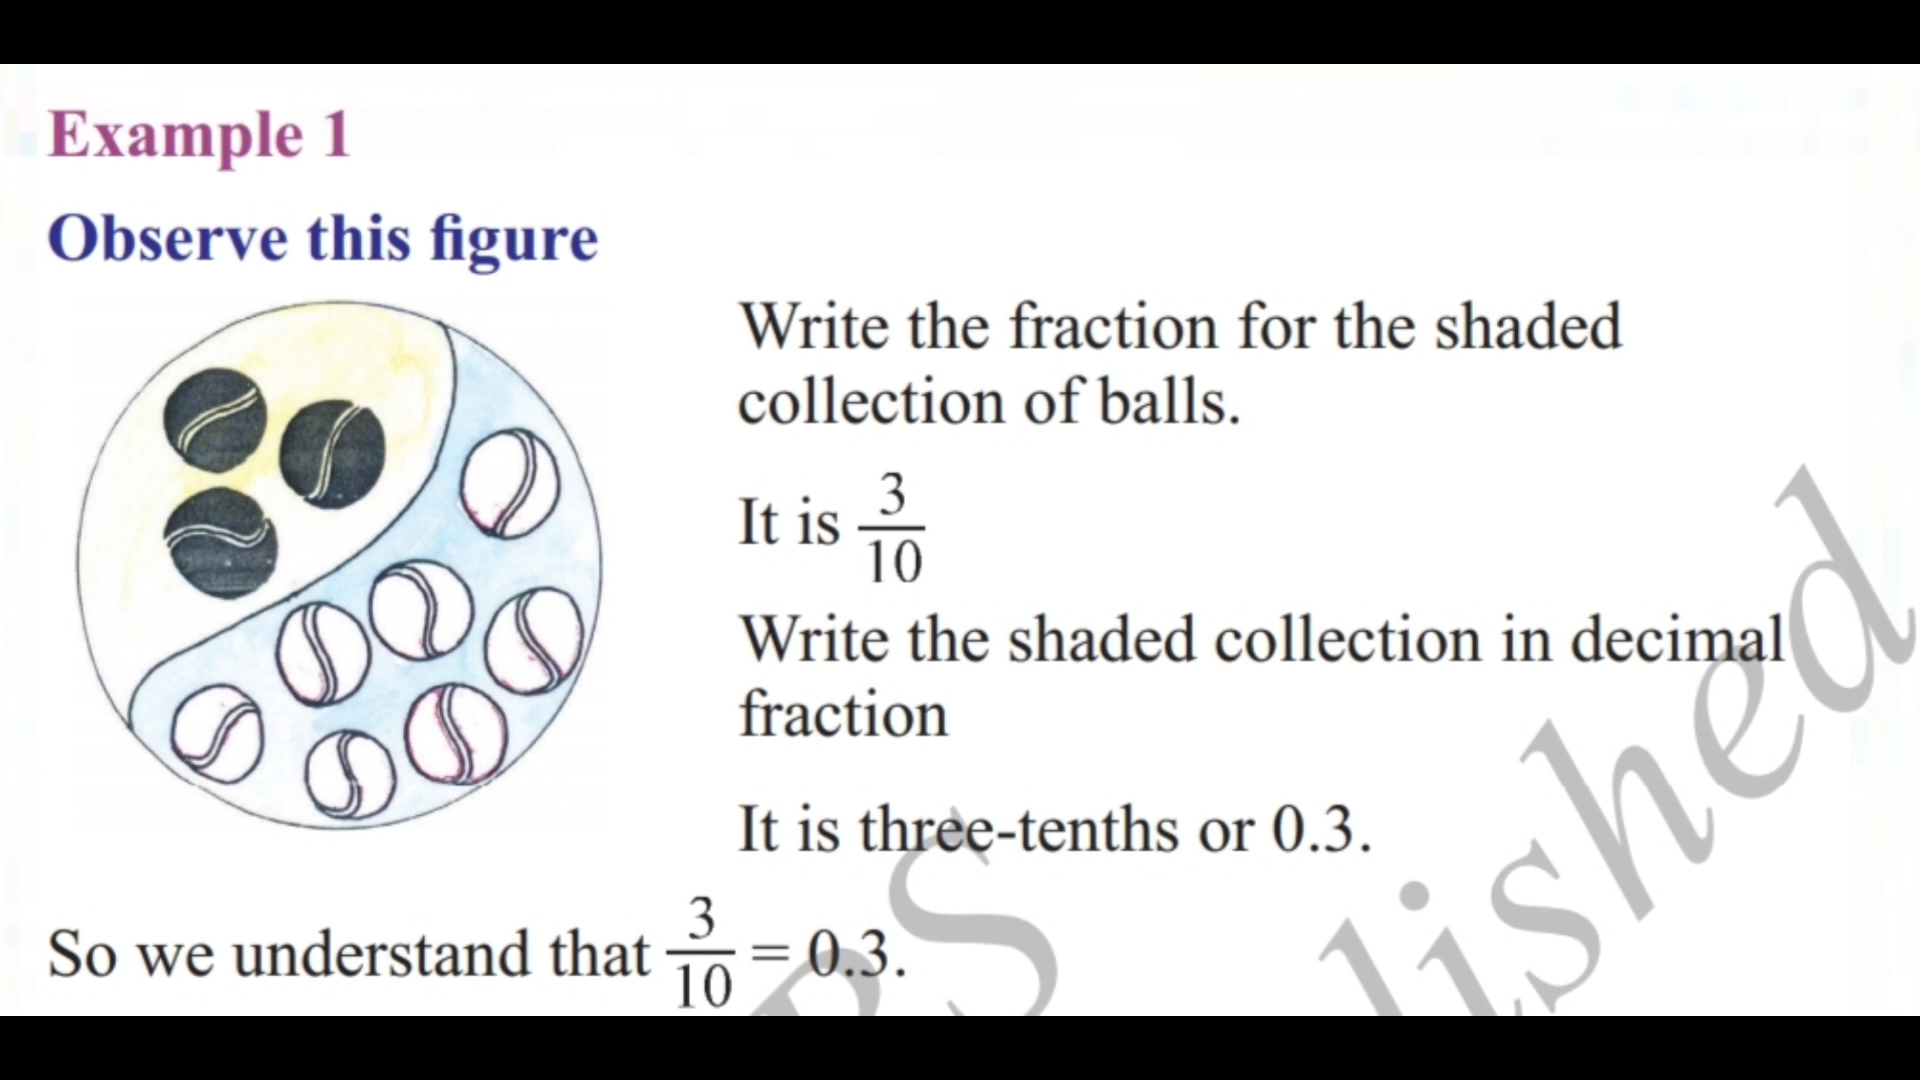 Example 1
Observe this figure
Write the fraction for the shaded
collection of balls.
It is 3/10
Write the shaded collection in decimal
fraction
It is three-tenths or 0.3.
So we understand that 3/10 = 0.3.